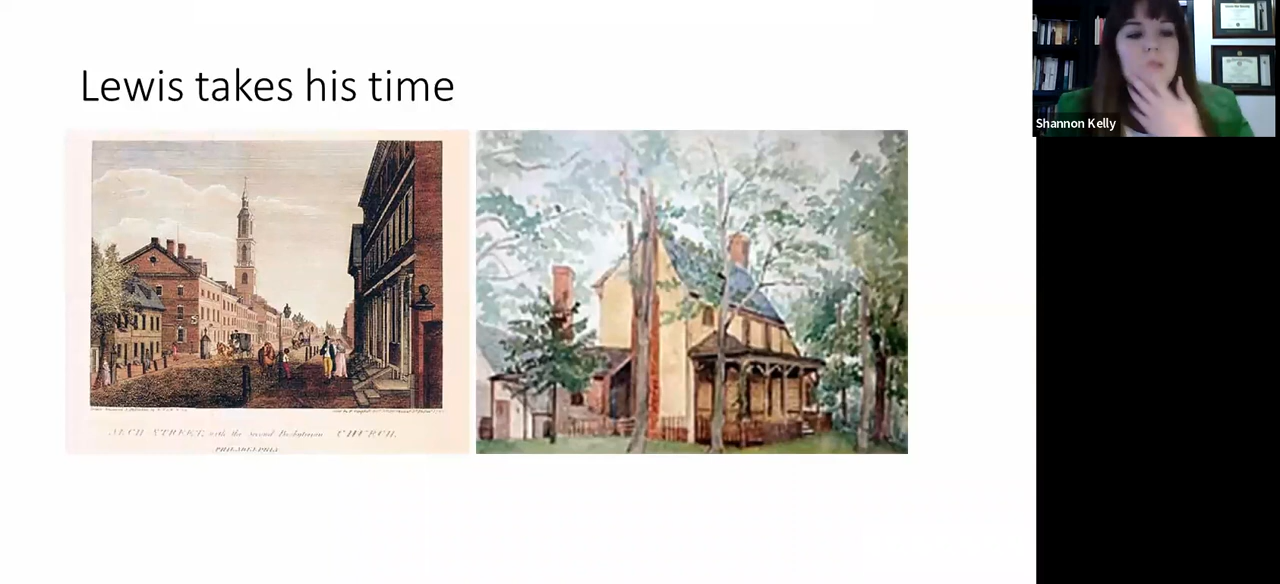 Lewis takes his time
Shannon Kelly
ARCH STREET, with the Second Presbyterian CHURCH.
PHILADELPHIA